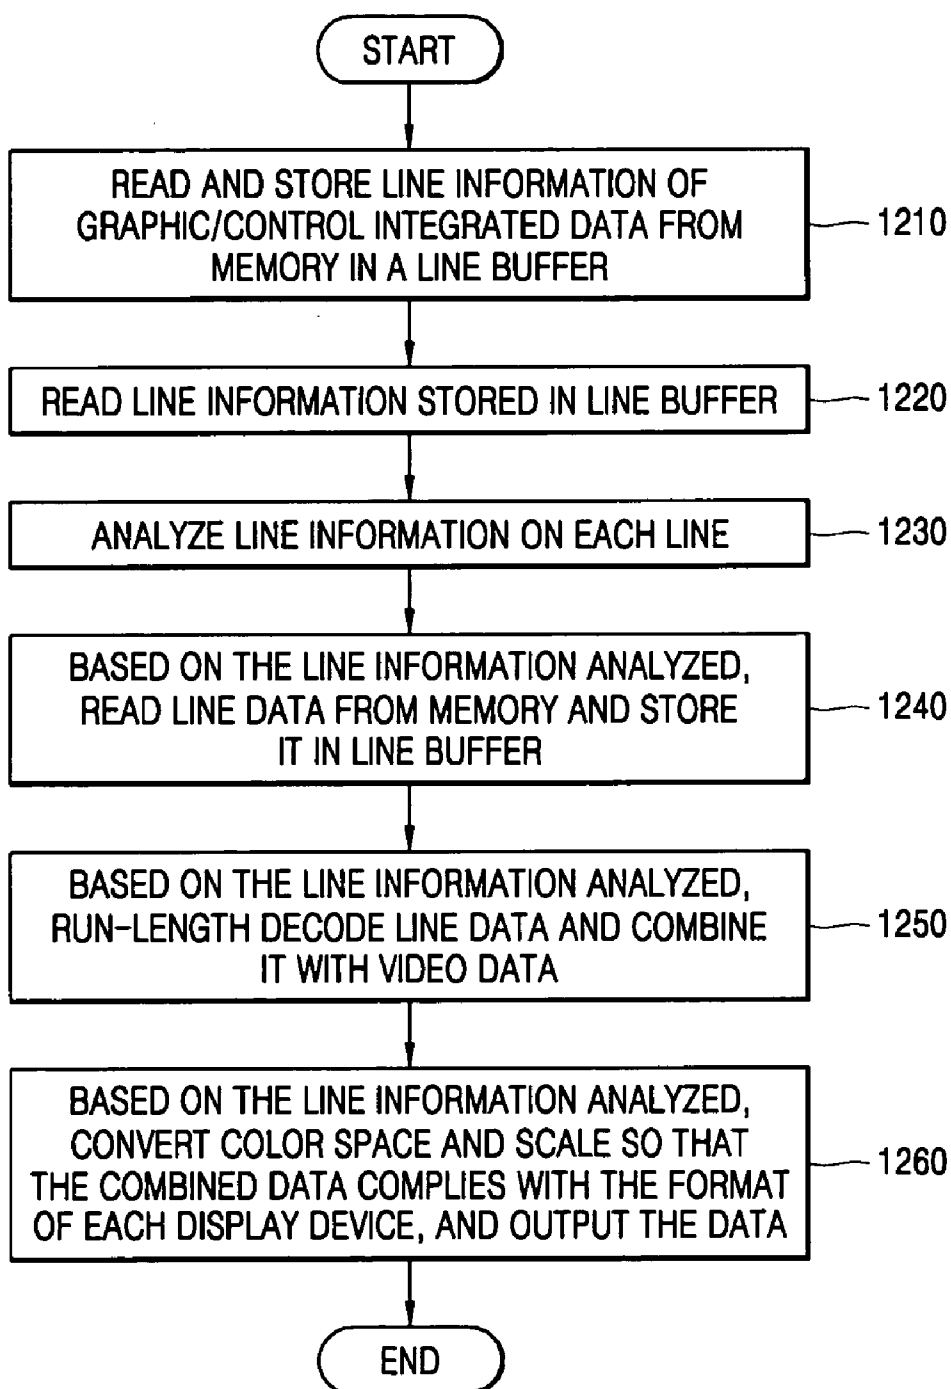 START
READ AND STORE LINE INFORMATION OF
GRAPHIC/CONTROL INTEGRATED DATA FROM
MEMORY IN A LINE BUFFER
1210
READ LINE INFORMATION STORED IN LINE BUFFER
1220
ANALYZE LINE INFORMATION ON EACH LINE
1230
BASED ON THE LINE INFORMATION ANALYZED,
READ LINE DATA FROM MEMORY AND STORE
IT IN LINE BUFFER
1240
BASED ON THE LINE INFORMATION ANALYZED,
RUN-LENGTH DECODE LINE DATA AND COMBINE
IT WITH VIDEO DATA
1250
BASED ON THE LINE INFORMATION ANALYZED,
CONVERT COLOR SPACE AND SCALE SO THAT
THE COMBINED DATA COMPLIES WITH THE FORMAT
OF EACH DISPLAY DEVICE, AND OUTPUT THE DATA
1260
END